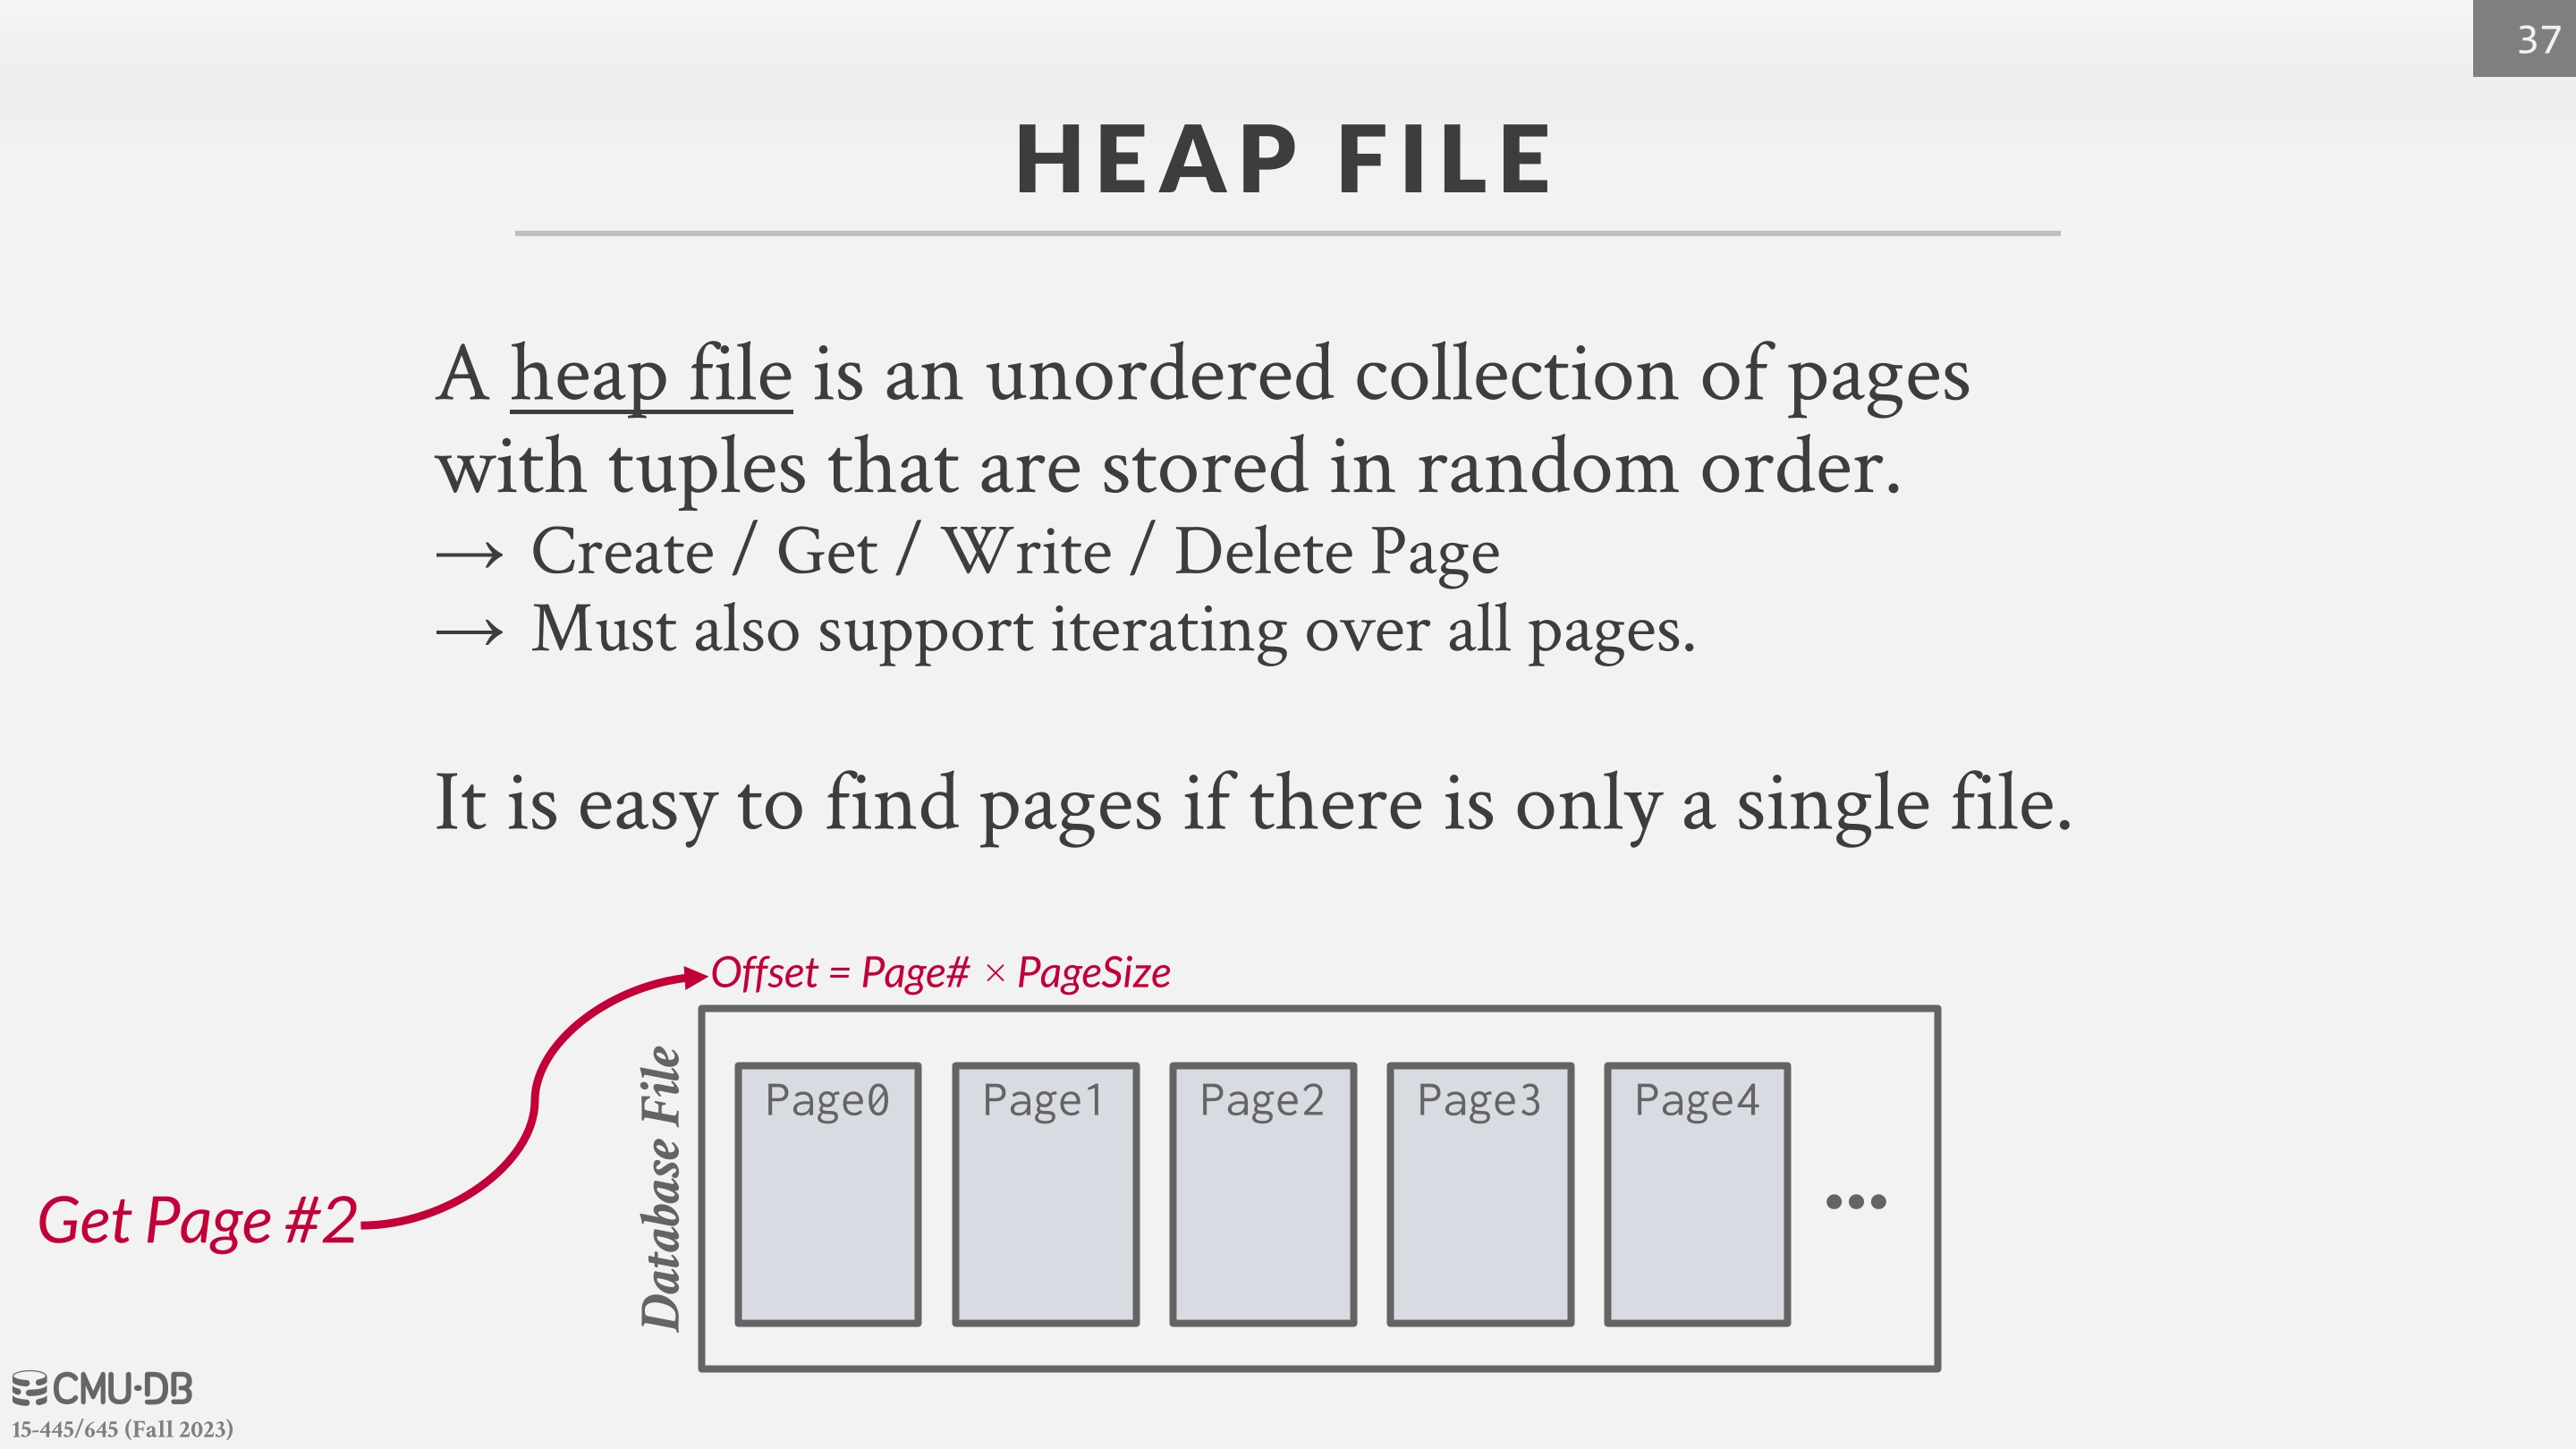 37
HEAP FILE
A heap file is an unordered collection of pages
with tuples that are stored in random order.
→ Create / Get / Write / Delete Page
→ Must also support iterating over all pages.
It is easy to find pages if there is only a single file.
Offset = Page# × PageSize
Database File
Page0 Page1 Page2 Page3 Page4
•••
Get Page #2
CMU·DB
15-445/645 (Fall 2023)